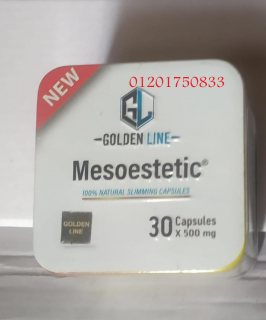 01201750833
NEW
GL
GOLDEN LINE
Mesoestetic®
100% NATURAL SLIMMING CAPSULES
GOLDEN
LINE
30 Capsules
X 500 mg